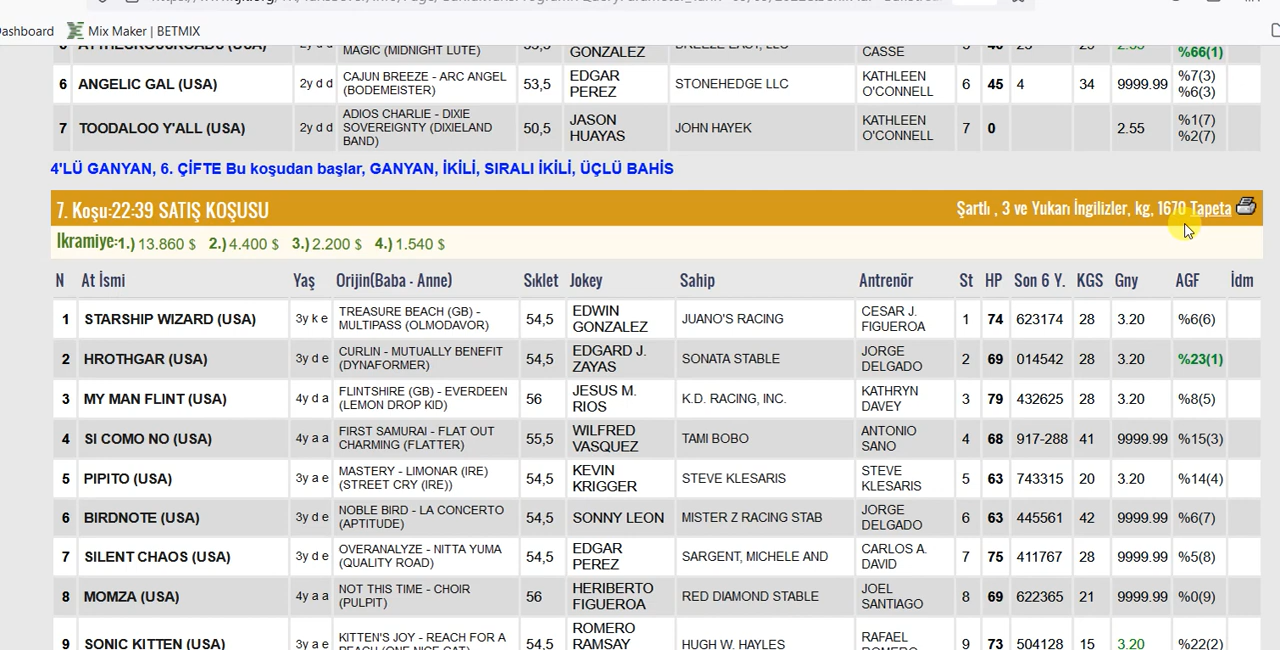 Dashboard Mix Maker | BETMIX
MAGIC (MIDNIGHT LUTE) GONZALEZ CASSE %66(1)
6 ANGELIC GAL (USA) 2y d d CAJUN BREEZE - ARC ANGEL (BODEMEISTER) 53,5 EDGAR PEREZ STONEHEDGE LLC KATHLEEN O'CONNELL 6 45 4 34 9999.99 %7(3) %6(3)
7 TOODALOO Y'ALL (USA) 2y d d ADIOS CHARLIE - DIXIE SOVEREIGNTY (DIXIELAND BAND) 50,5 JASON HUAYAS JOHN HAYEK KATHLEEN O'CONNELL 7 0 2.55 %1(7) %2(7)
4'LÜ GANYAN, 6. ÇİFTE Bu koşudan başlar, GANYAN, İKİLİ, SIRALI İKİLİ, ÜÇLÜ BAHİS
7. Koşu:22:39 SATIŞ KOŞUSU Şartlı , 3 ve Yukarı İngilizler, kg, 1670 Tapeta
İkramiye:1.) 13.860 $ 2.) 4.400 $ 3.) 2.200 $ 4.) 1.540 $
N At İsmi Yaş Orijin(Baba - Anne) Sıklet Jokey Sahip Antrenör St HP Son 6 Y. KGS Gny AGF İdm
1 STARSHIP WIZARD (USA) 3y k e TREASURE BEACH (GB) - MULTIPASS (OLMODAVOR) 54,5 EDWIN GONZALEZ JUANO'S RACING CESAR J. FIGUEROA 1 74 623174 28 3.20 %6(6)
2 HROTHGAR (USA) 3y d e CURLIN - MUTUALLY BENEFIT (DYNAFORMER) 54,5 EDGARD J. ZAYAS SONATA STABLE JORGE DELGADO 2 69 014542 28 3.20 %23(1)
3 MY MAN FLINT (USA) 4y d a FLINTSHIRE (GB) - EVERDEEN (LEMON DROP KID) 56 JESUS M. RIOS K.D. RACING, INC. KATHRYN DAVEY 3 79 432625 28 3.20 %8(5)
4 SI COMO NO (USA) 4y a a FIRST SAMURAI - FLAT OUT CHARMING (FLATTER) 55,5 WILFRED VASQUEZ TAMI BOBO ANTONIO SANO 4 68 917-288 41 9999.99 %15(3)
5 PIPITO (USA) 3y a e MASTERY - LIMONAR (IRE) (STREET CRY (IRE)) 54,5 KEVIN KRIGGER STEVE KLESARIS STEVE KLESARIS 5 63 743315 20 3.20 %14(4)
6 BIRDNOTE (USA) 3y d e NOBLE BIRD - LA CONCERTO (APTITUDE) 54,5 SONNY LEON MISTER Z RACING STAB JORGE DELGADO 6 63 445561 42 9999.99 %6(7)
7 SILENT CHAOS (USA) 3y d e OVERANALYZE - NITTA YUMA (QUALITY ROAD) 54,5 EDGAR PEREZ SARGENT, MICHELE AND CARLOS A. DAVID 7 75 411767 28 9999.99 %5(8)
8 MOMZA (USA) 4y a a NOT THIS TIME - CHOIR (PULPIT) 56 HERIBERTO FIGUEROA RED DIAMOND STABLE JOEL SANTIAGO 8 69 622365 21 9999.99 %0(9)
9 SONIC KITTEN (USA) 3y a e KITTEN'S JOY - REACH FOR A 54,5 ROMERO RAMSAY HUGH W. HAYLES RAFAEL 9 73 504128 15 3.20 %22(2)